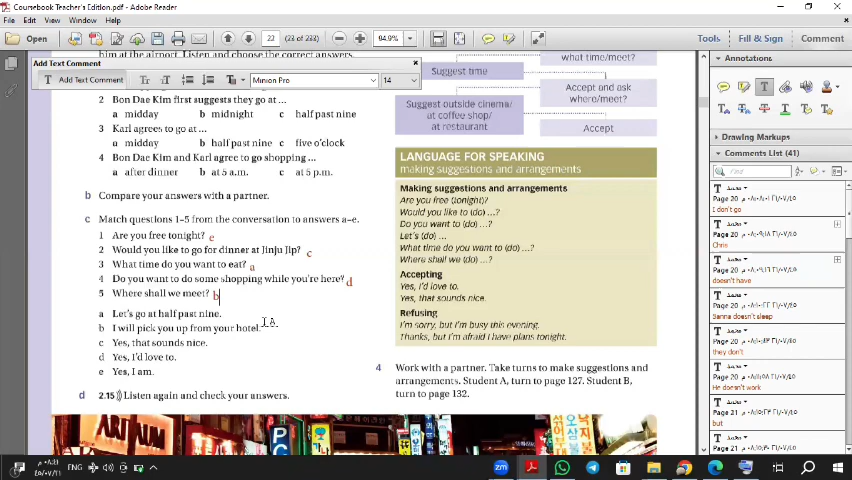 Coursebook Teacher's Edition.pdf - Adobe Reader
File Edit View Window Help
Open
22
(23 of 233)
94.9%
Tools
Fill & Sign
Comment
Add Text Comment
Add Text Comment
Minion Pro
14
him at the airport. Listen and choose the correct answers.
2 Bon Dae Kim first suggests they go at ...
a midday b midnight c half past nine
3 Karl agrees to go at ...
a midday b half past nine c five o'clock
4 Bon Dae Kim and Karl agree to go shopping ...
a after dinner b at 5 a.m. c at 5 p.m.
b Compare your answers with a partner.
c Match questions 1–5 from the conversation to answers a–e.
1 Are you free tonight? e
2 Would you like to go for dinner at Jinju Jip? c
3 What time do you want to eat? a
4 Do you want to do some shopping while you're here? d
5 Where shall we meet? b
a Let's go at half past nine.
b I will pick you up from your hotel.
c Yes, that sounds nice.
d Yes, I'd love to.
e Yes, I am.
d 2.15 Listen again and check your answers.
what time/meet?
Suggest time
Accept and ask
where/meet?
Suggest outside cinema/
at coffee shop/
at restaurant
Accept
LANGUAGE FOR SPEAKING
making suggestions and arrangements
Making suggestions and arrangements
Are you free (tonight)?
Would you like to (do) ...?
Do you want to (do) ...?
Let's (do) ...
What time do you want to (do) ...?
Where shall we (do) ...?
Accepting
Yes, I'd love to.
Yes, that sounds nice.
Refusing
I'm sorry, but I'm busy this evening.
Thanks, but I'm afraid I have plans tonight.
4 Work with a partner. Take turns to make suggestions and
arrangements. Student A, turn to page 127. Student B,
turn to page 132.
Annotations
Drawing Markups
Comments List (41)
Find
Page 20
I don't go
Page 20
Chris
Page 20
doesn't have
Page 20
Sanna doesn't sleep
Page 20
they don't
Page 20
He doesn't work
Page 21
but
Page 21
ENG